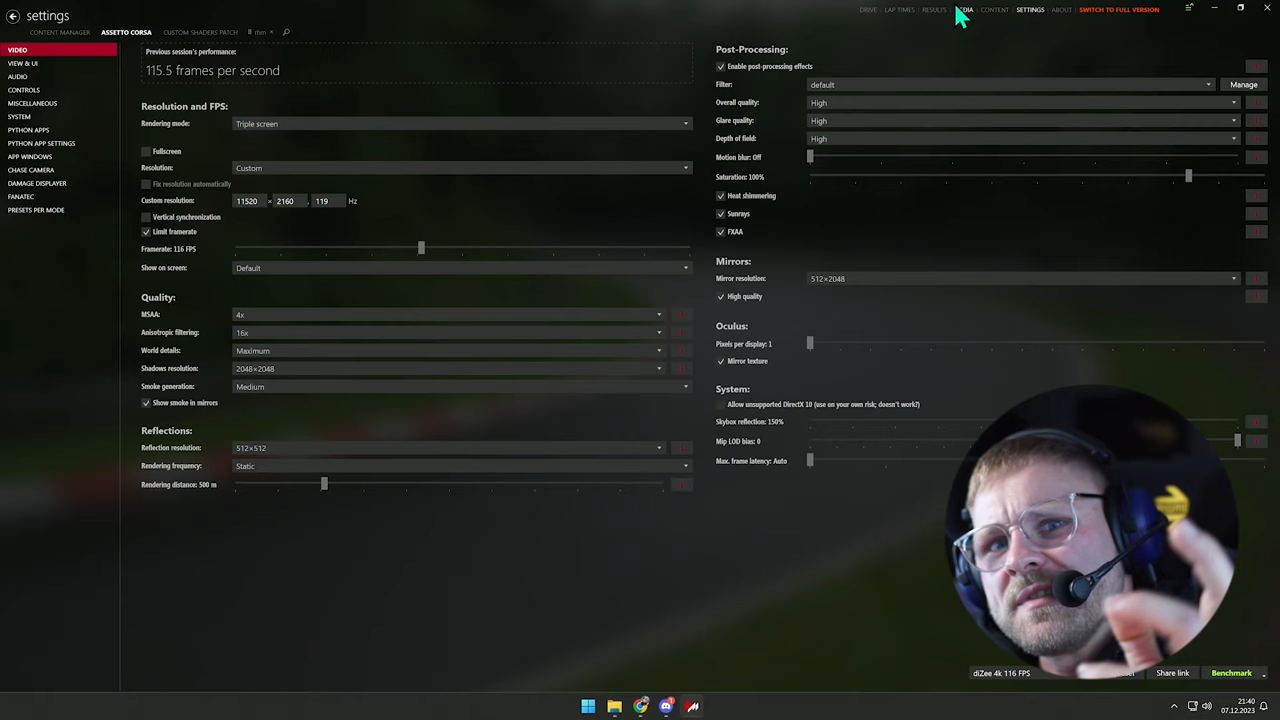 settings
DRIVE LAP TIMES RESULTS CONTENT SETTINGS ABOUT SWITCH TO FULL VERSION
CONTENT MANAGER ASSETTO CORSA CUSTOM SHADERS PATCH rhm
VIDEO
VIEW & UI
AUDIO
CONTROLS
MISCELLANEOUS
SYSTEM
PYTHON APPS
PYTHON APP SETTINGS
APP WINDOWS
CHASE CAMERA
DAMAGE DISPLAYER
FANATEC
PRESETS PER MODE
Previous session's performance:
115.5 frames per second
Resolution and FPS:
Rendering mode: Triple screen
Fullscreen
Resolution: Custom
Fix resolution automatically
Custom resolution: 11520 × 2160, 119 Hz
Vertical synchronization
Limit framerate
Framerate: 116 FPS
Show on screen: Default
Quality:
MSAA: 4x
Anisotropic filtering: 16x
World details: Maximum
Shadows resolution: 2048×2048
Smoke generation: Medium
Show smoke in mirrors
Reflections:
Reflection resolution: 512×512
Rendering frequency: Static
Rendering distance: 500 m
Post-Processing:
Enable post-processing effects
Filter: default Manage
Overall quality: High
Glare quality: High
Depth of field: High
Motion blur: Off
Saturation: 100%
Heat shimmering
Sunrays
FXAA
Mirrors:
Mirror resolution: 512×2048
High quality
Oculus:
Pixels per display: 1
Mirror texture
System:
Allow unsupported DirectX 10 (use on your own risk; doesn't work?)
Skybox reflection: 150%
Mip LOD bias: 0
Max. frame latency: Auto
diZee 4k 116 FPS Share link Benchmark
21:40
07.12.2023